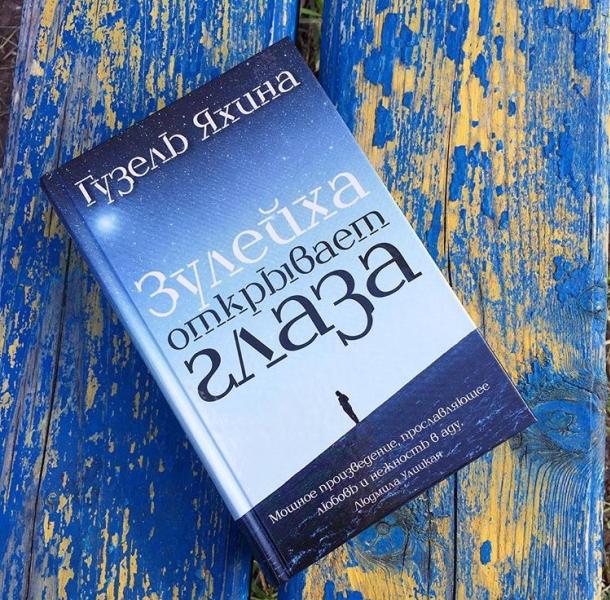 Гузель Яхина
Зулейха
открывает
глаза
Мощное произведение, прославляющее
любовь и нежность в аду.
Людмила Улицкая